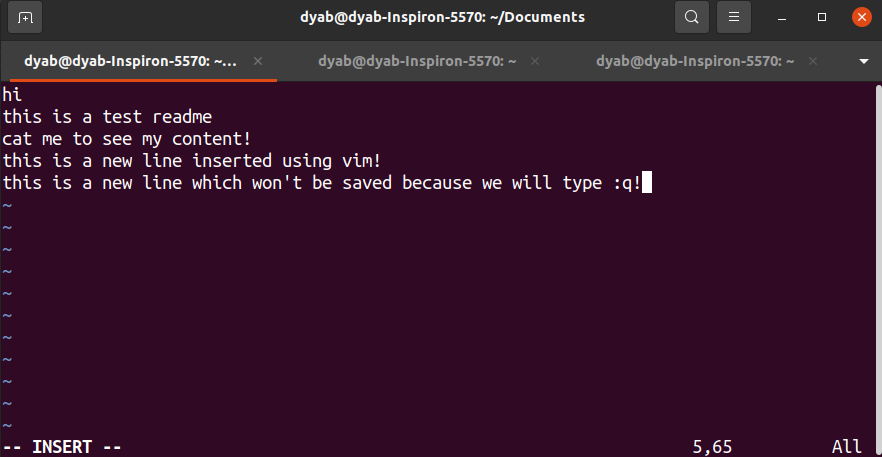 dyab@dyab-Inspiron-5570: ~/Documents
dyab@dyab-Inspiron-5570: ~... × dyab@dyab-Inspiron-5570: ~ × dyab@dyab-Inspiron-5570: ~ ×
hi
this is a test readme
cat me to see my content!
this is a new line inserted using vim!
this is a new line which won't be saved because we will type :q!
~
~
~
~
~
~
~
~
~
~
~
-- INSERT -- 5,65 All